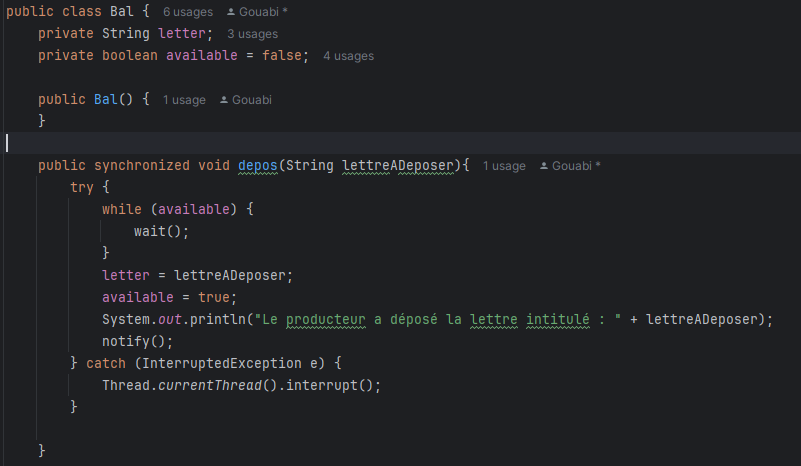 public class Bal { 6 usages Gouabi *
private String letter; 3 usages
private boolean available = false; 4 usages
public Bal() { 1 usage Gouabi
}
public synchronized void depos(String lettreADeposer){ 1 usage Gouabi *
try {
while (available) {
wait();
}
letter = lettreADeposer;
available = true;
System.out.println("Le producteur a déposé la lettre intitulé : " + lettreADeposer);
notify();
} catch (InterruptedException e) {
Thread.currentThread().interrupt();
}
}